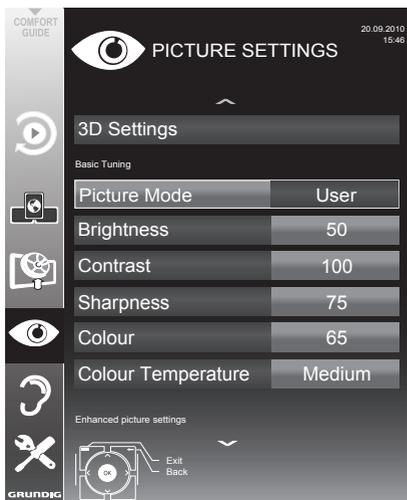 COMFORT
GUIDE
20.09.2010
15:46
PICTURE SETTINGS
3D Settings
Basic Tuning
Picture Mode User
Brightness 50
Contrast 100
Sharpness 75
Colour 65
Colour Temperature Medium
Enhanced picture settings
OK
Exit
Back
GRUNDIG